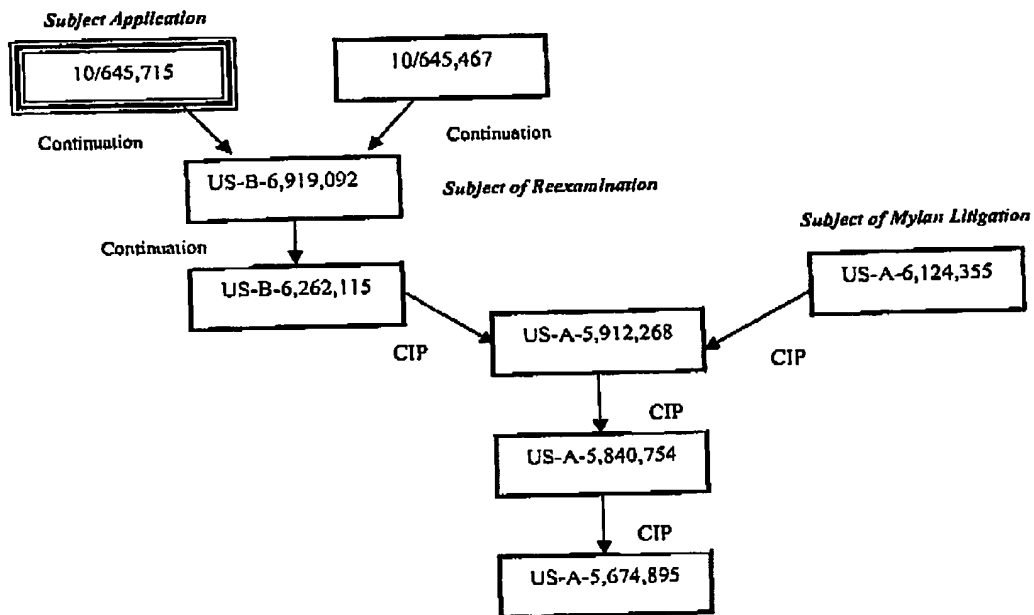 Subject Application
10/645,715
10/645,467
Continuation
Continuation
US-B-6,919,092
Subject of Reexamination
Continuation
Subject of Mylan Litigation
US-B-6,262,115
US-A-6,124,355
US-A-5,912,268
CIP
CIP
CIP
US-A-5,840,754
CIP
US-A-5,674,895